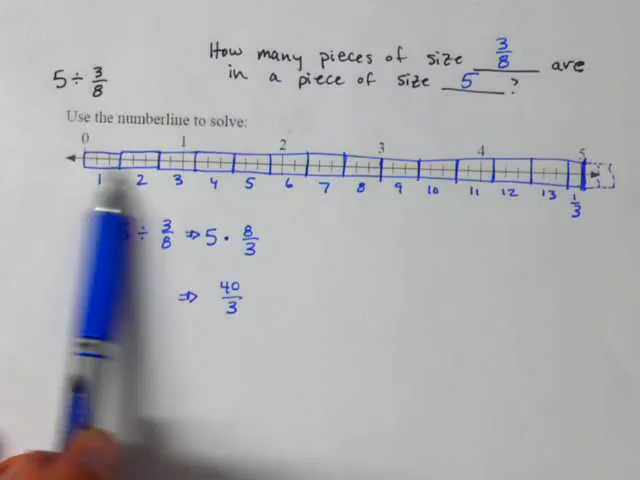 How many pieces of size 3/8 are
in a piece of size 5 ?
5 ÷ 3/8
Use the numberline to solve:
0 1 2 3 4 5
1 2 3 4 5 6 7 8 9 10 11 12 13 1/3
÷ 3/8 ⇒ 5 · 8/3
⇒ 40/3